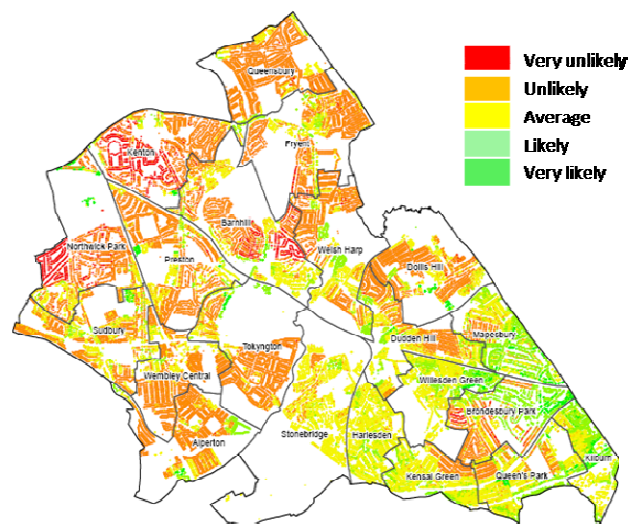 Very unlikely
Unlikely
Average
Likely
Very likely
Queensbury
Fryent
Kenton
Barnhill
Northwick Park
Preston
Welsh Harp
Dollis Hill
Sudbury
Tokyngton
Dudden Hill
Mapesbury
Wembley Central
Willesden Green
Brondesbury Park
Alperton
Stonebridge
Harlesden
Kilburn
Kensal Green
Queen's Park